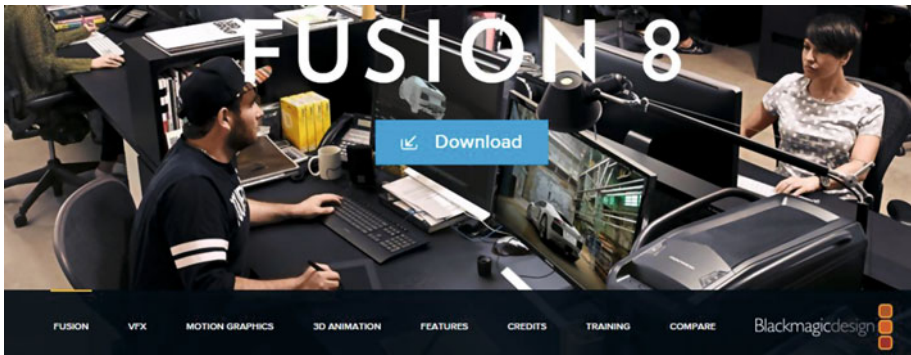 FUSION 8
Download
FUSION VFX MOTION GRAPHICS 3D ANIMATION FEATURES CREDITS TRAINING COMPARE Blackmagicdesign